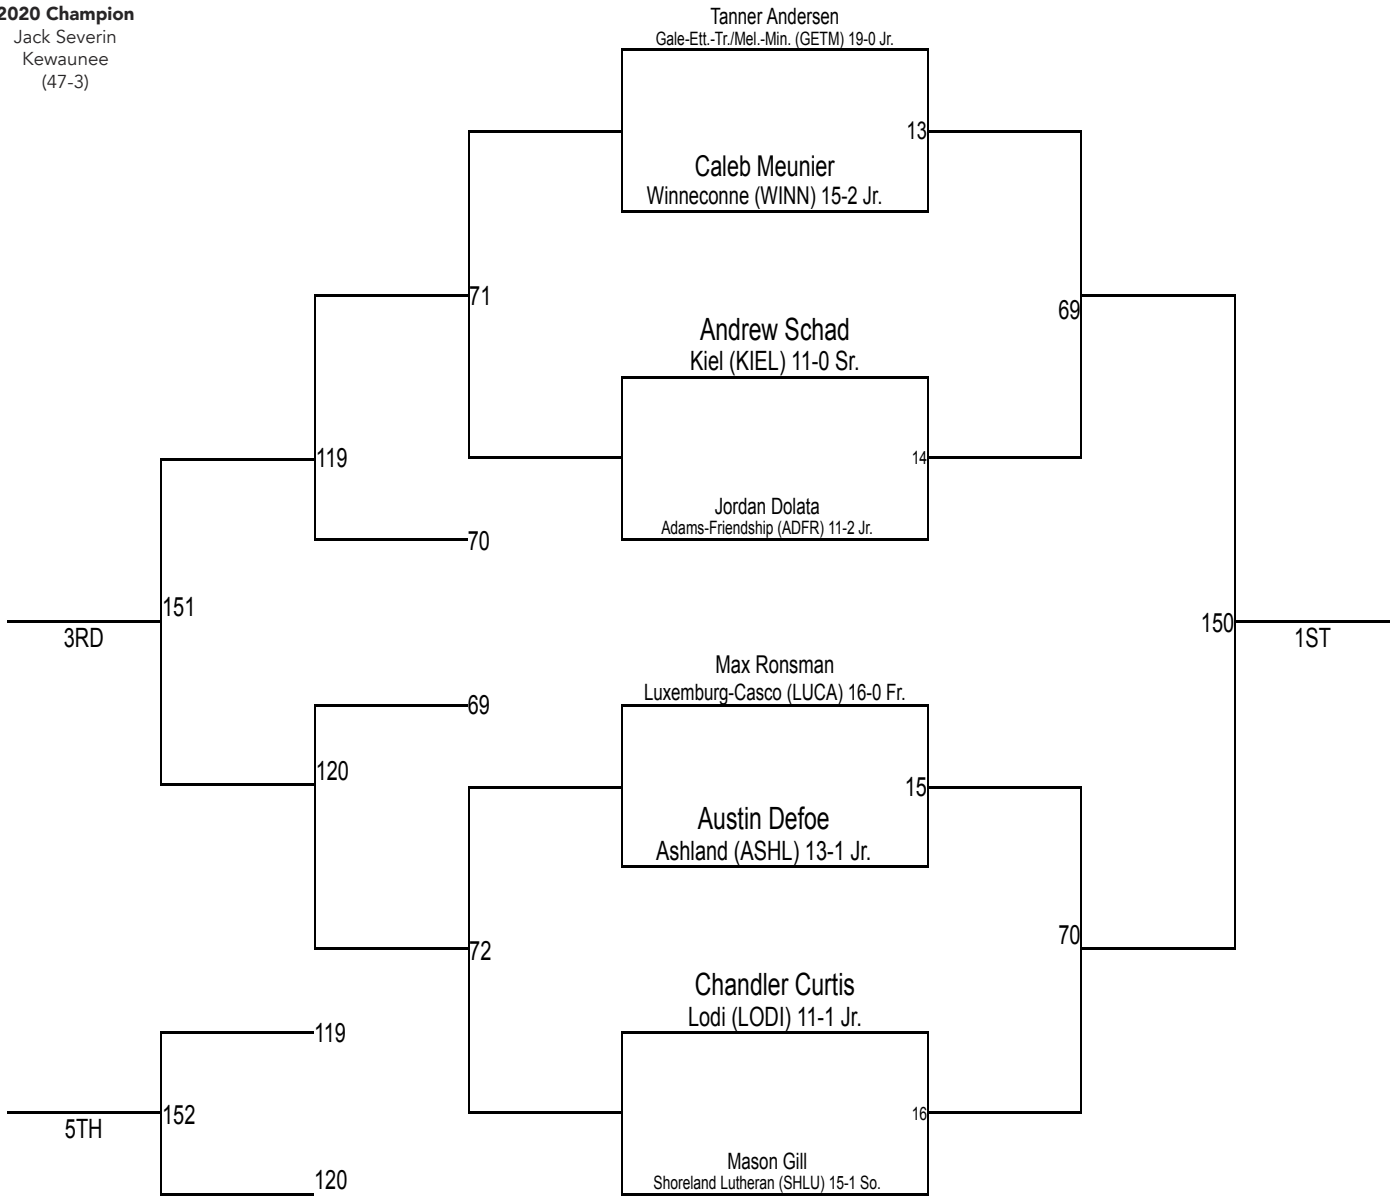 2020 Champion
Jack Severin
Kewaunee
(47-3)
Tanner Andersen
Gale-Ett.-Tr./Mel.-Min. (GETM) 19-0 Jr.
13
Caleb Meunier
Winneconne (WINN) 15-2 Jr.
71
69
Andrew Schad
Kiel (KIEL) 11-0 Sr.
119
14
Jordan Dolata
Adams-Friendship (ADFR) 11-2 Jr.
70
151
3RD
150
1ST
Max Ronsman
Luxemburg-Casco (LUCA) 16-0 Fr.
69
120
15
Austin Defoe
Ashland (ASHL) 13-1 Jr.
72
70
Chandler Curtis
Lodi (LODI) 11-1 Jr.
119
152
5TH
16
Mason Gill
Shoreland Lutheran (SHLU) 15-1 So.
120